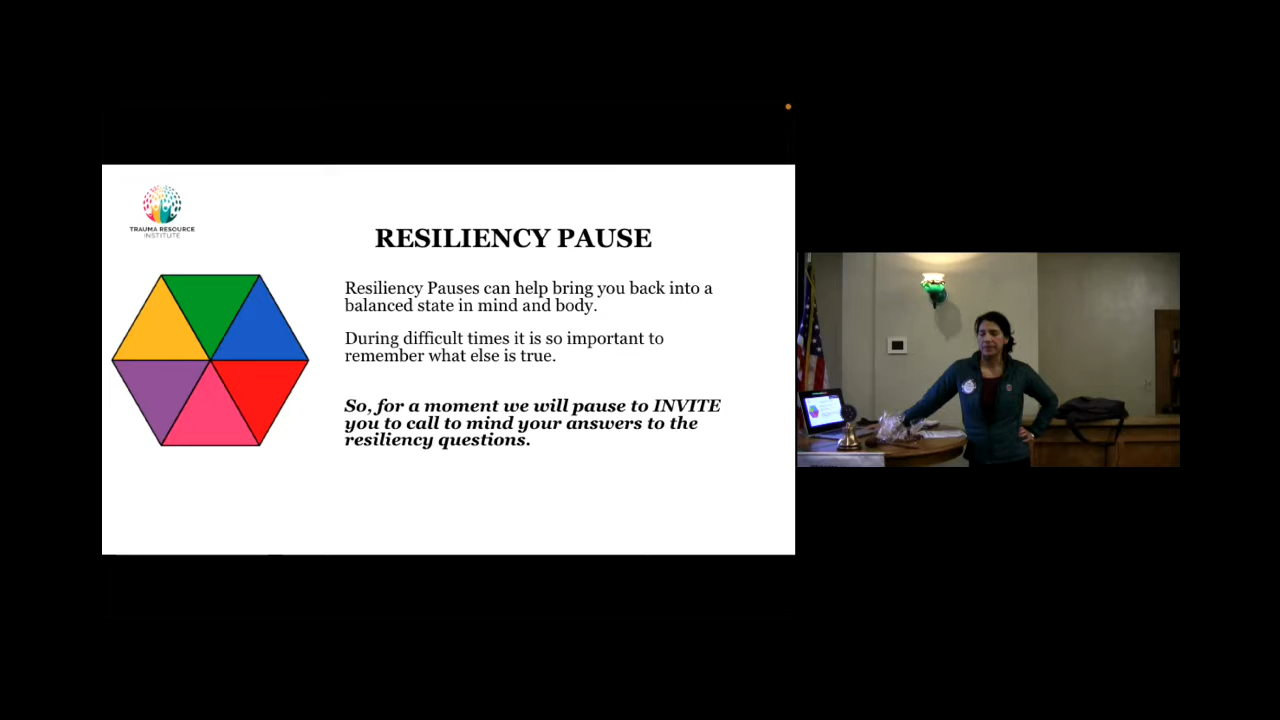 TRAUMA RESOURCE
INSTITUTE
RESILIENCY PAUSE
Resiliency Pauses can help bring you back into a
balanced state in mind and body.
During difficult times it is so important to
remember what else is true.
So, for a moment we will pause to INVITE
you to call to mind your answers to the
resiliency questions.